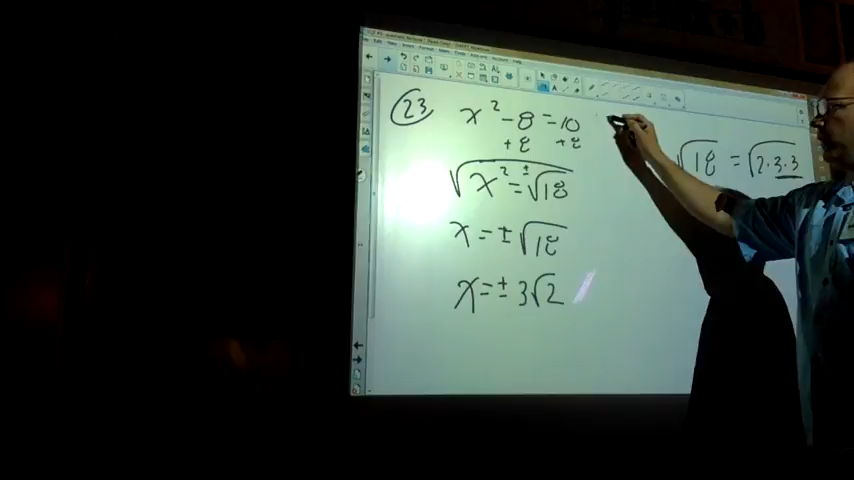 23 x² - 8 = 10
+8 +8
√x² = ±√18
x = ±√18
x = ±3√2
√18 = √2·3·3